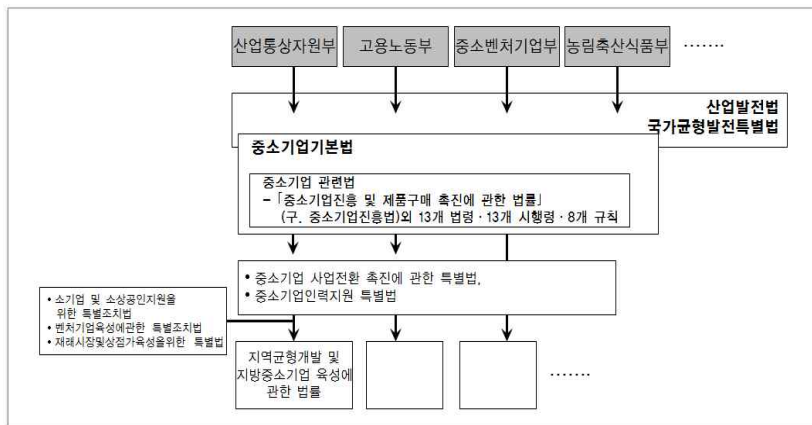 산업통상자원부 고용노동부 중소벤처기업부 농림축산식품부 .......
산업발전법
국가균형발전특별법
중소기업기본법
중소기업 관련법
- 「중소기업진흥 및 제품구매 촉진에 관한 법률」
(구. 중소기업진흥법)외 13개 법령·13개 시행령·8개 규칙
• 중소기업 사업전환 촉진에 관한 특별법,
• 중소기업인력지원 특별법
• 소기업 및 소상공인지원을
위한 특별조치법
• 벤처기업육성에관한 특별조치법
• 재래시장및상점가육성을위한 특별법
지역균형개발 및
지방중소기업 육성에
관한 법률
.......